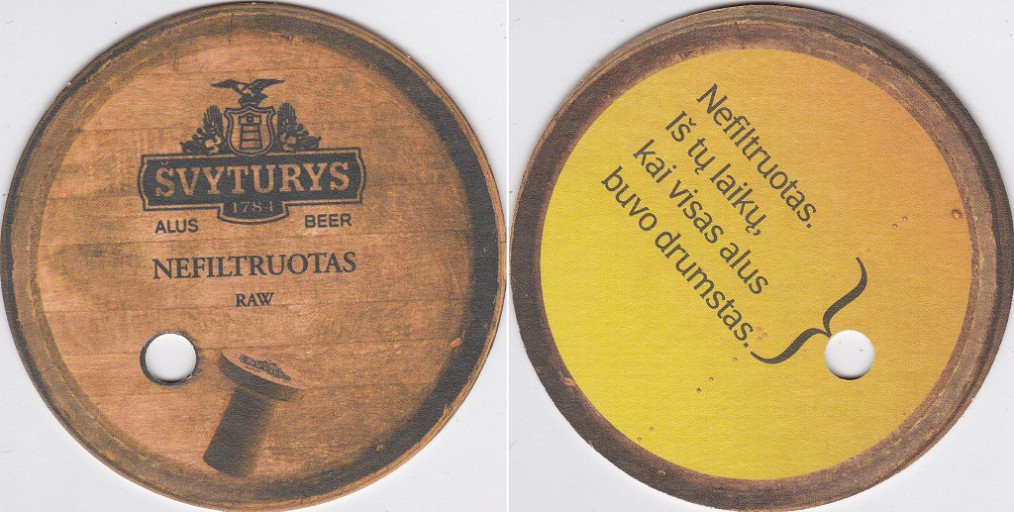 ŠVYTURYS
1784
ALUS BEER
NEFILTRUOTAS
RAW
Nefiltruotas.
Iš tų laikų,
kai visas alus
buvo drumstas.